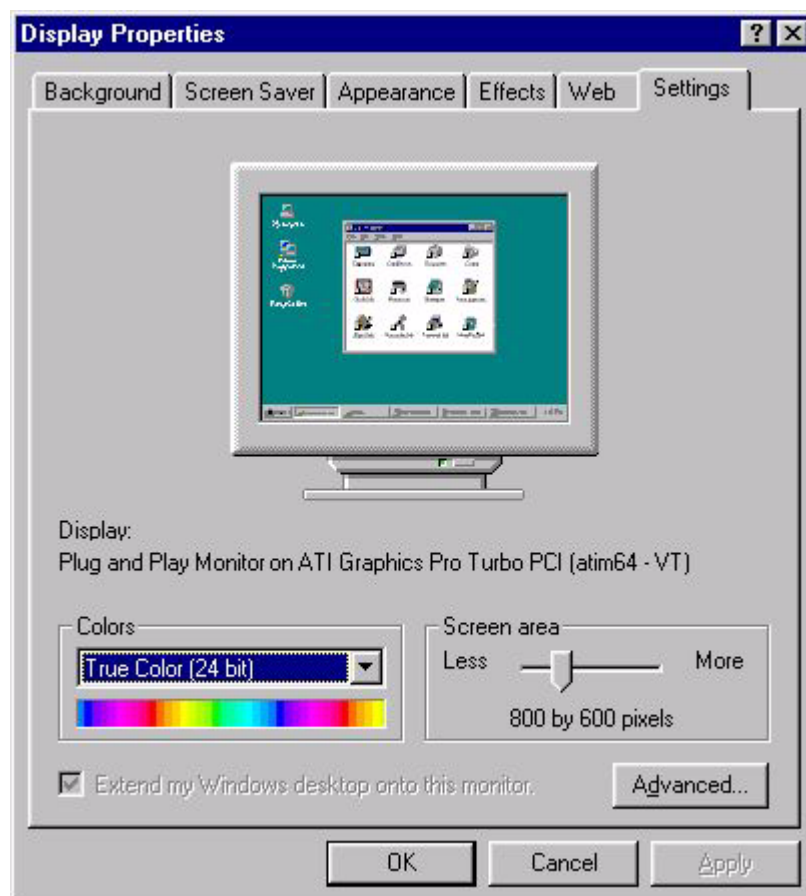 Display Properties
Background Screen Saver Appearance Effects Web Settings
Display:
Plug and Play Monitor on ATI Graphics Pro Turbo PCI (atim64 - VT)
Colors
True Color (24 bit)
Screen area
Less More
800 by 600 pixels
Extend my Windows desktop onto this monitor.
Advanced...
OK Cancel Apply